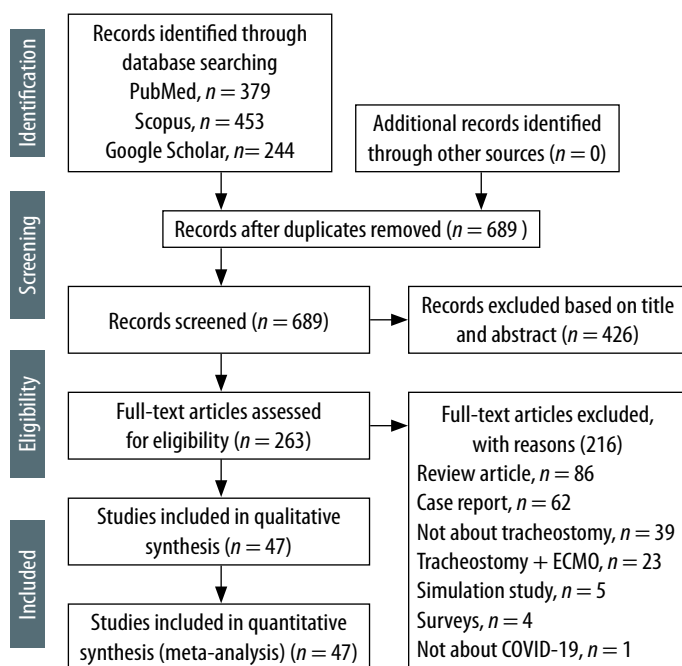 Identification
Records identified through
database searching
PubMed, n = 379
Scopus, n = 453
Google Scholar, n= 244
Additional records identified
through other sources (n = 0)
Screening
Records after duplicates removed (n = 689 )
Records screened (n = 689)
Records excluded based on title
and abstract (n = 426)
Eligibility
Full-text articles assessed
for eligibility (n = 263)
Full-text articles excluded,
with reasons (216)
Review article, n = 86
Case report, n = 62
Not about tracheostomy, n = 39
Tracheostomy + ECMO, n = 23
Simulation study, n = 5
Surveys, n = 4
Not about COVID-19, n = 1
Included
Studies included in qualitative
synthesis (n = 47)
Studies included in quantitative
synthesis (meta-analysis) (n = 47)